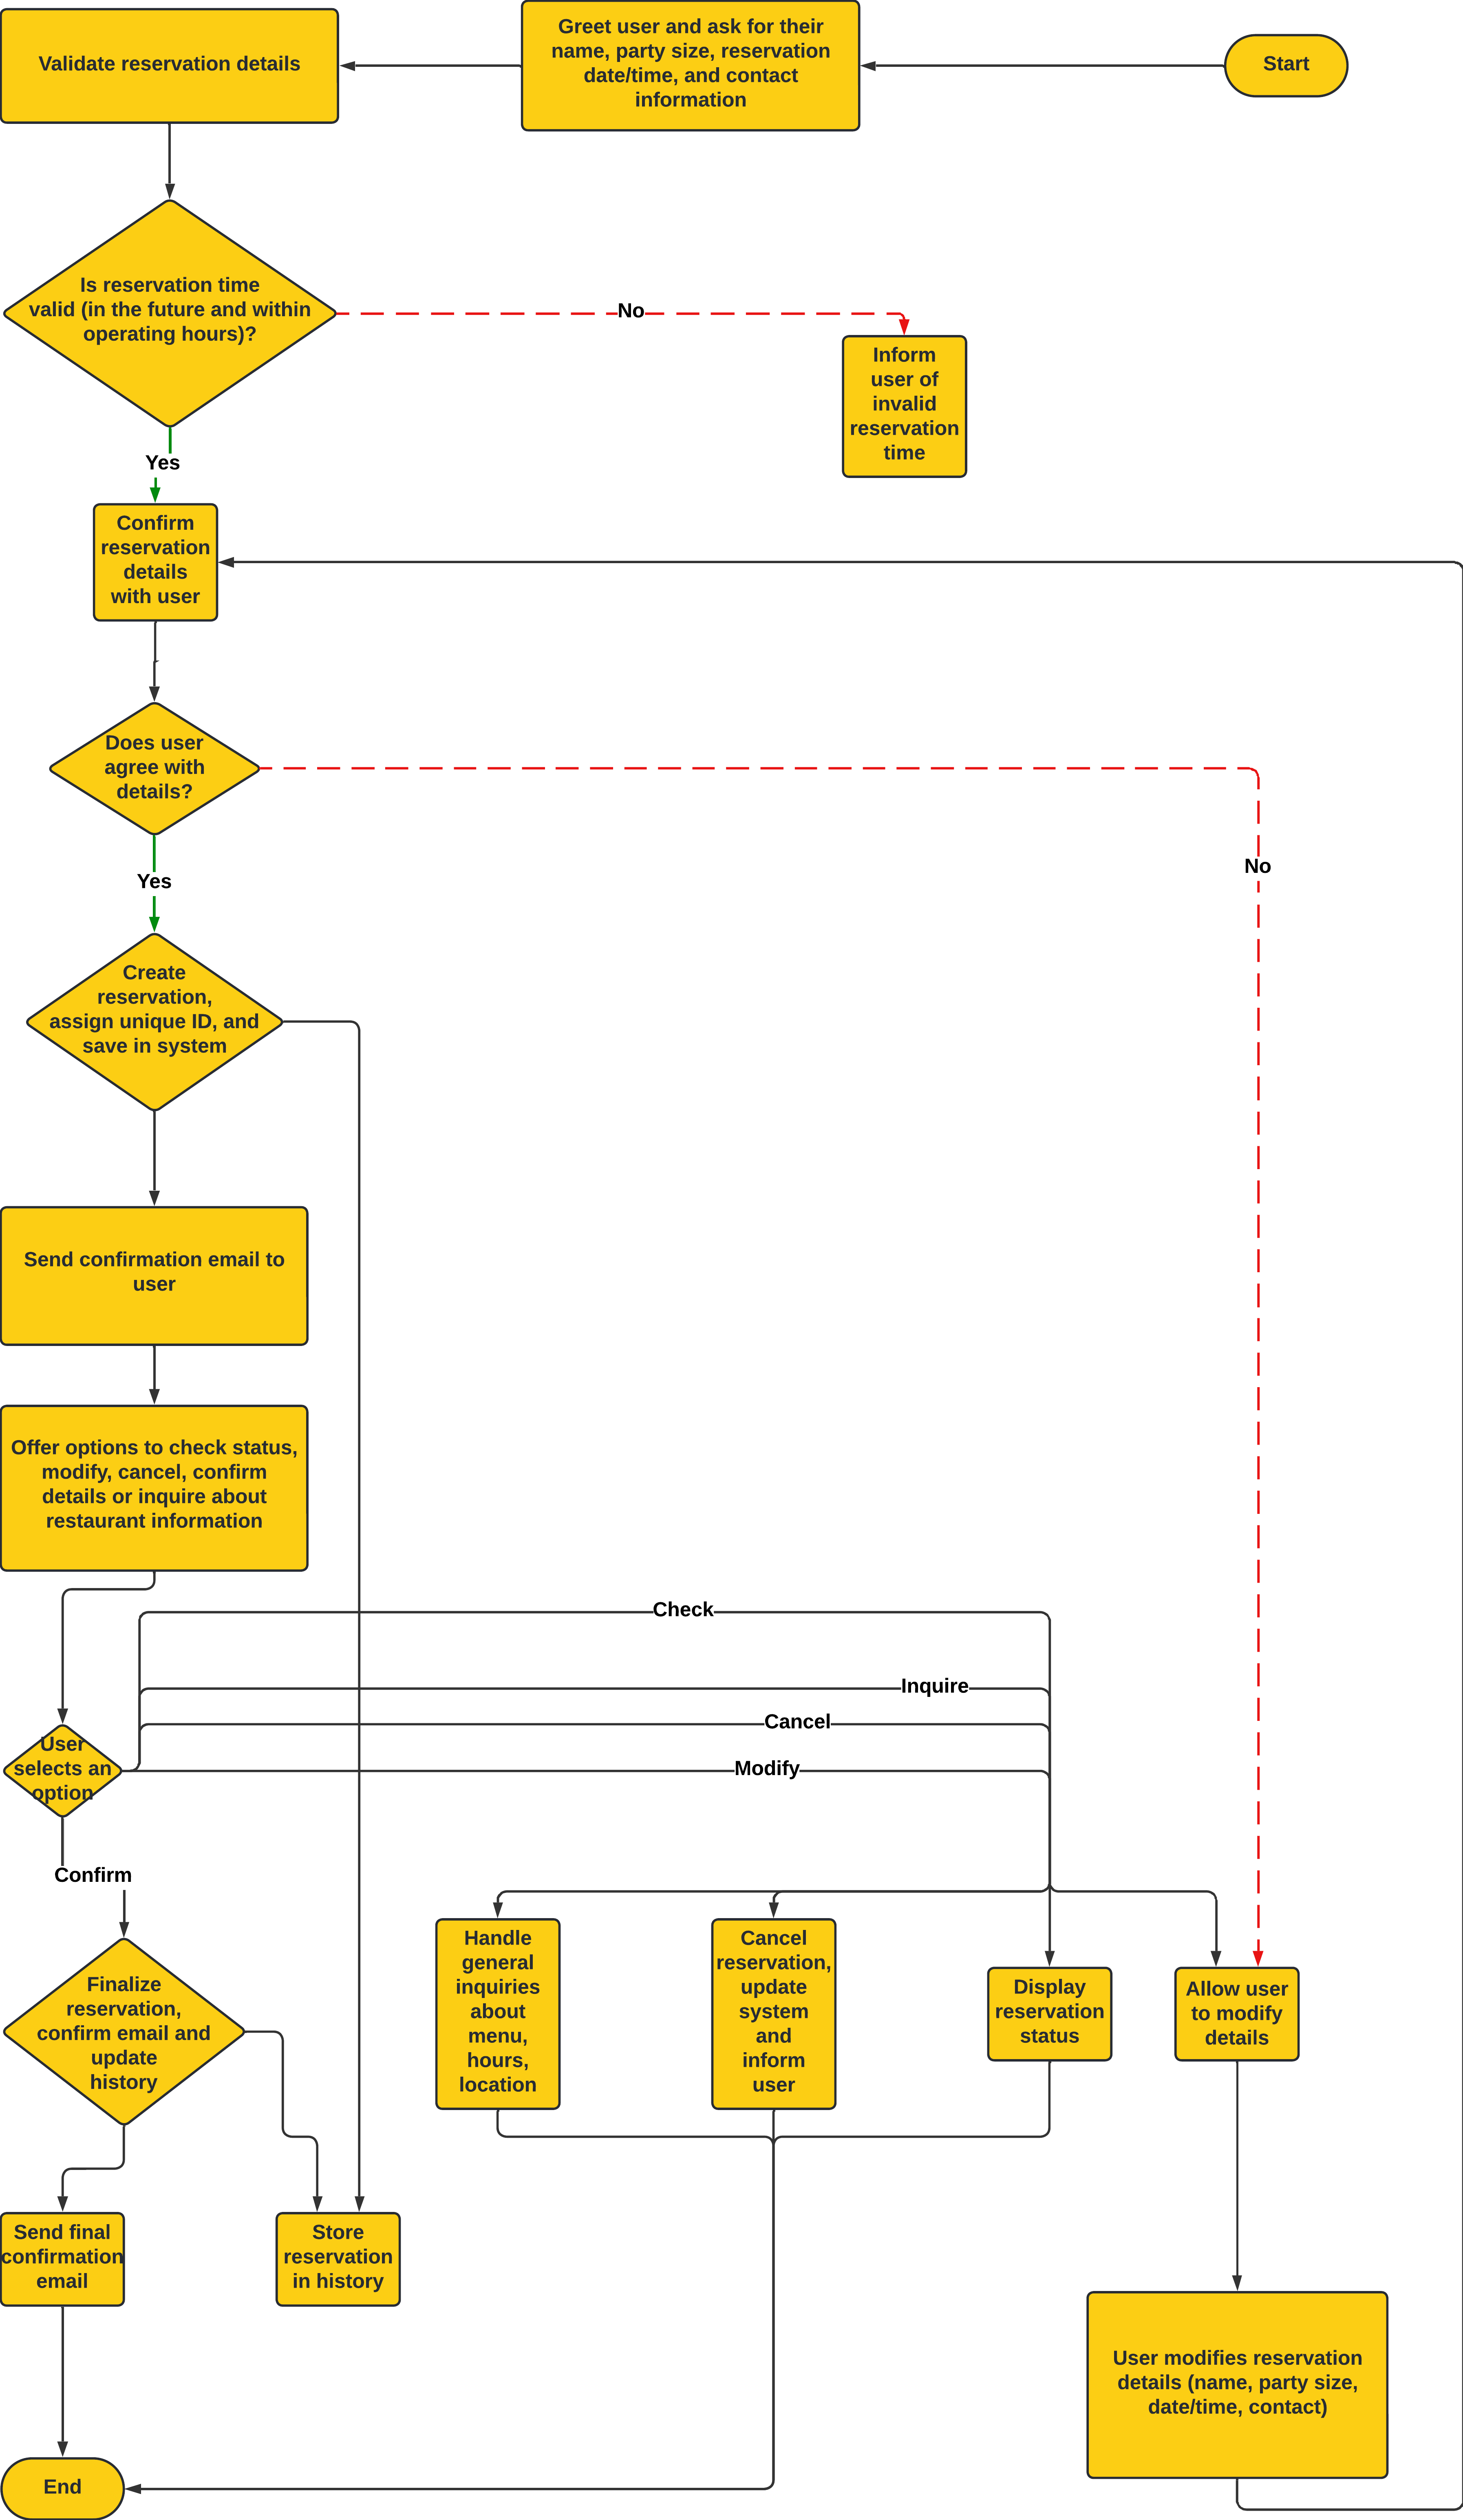 Validate reservation details
Greet user and ask for their
name, party size, reservation
date/time, and contact
information
Start
Is reservation time
valid (in the future and within
operating hours)?
No
Inform
user of
invalid
reservation
time
Yes
Confirm
reservation
details
with user
Does user
agree with
details?
No
Yes
Create
reservation,
assign unique ID, and
save in system
Send confirmation email to
user
Offer options to check status,
modify, cancel, confirm
details or inquire about
restaurant information
Check
Inquire
Cancel
Modify
User
selects an
option
Confirm
Finalize
reservation,
confirm email and
update
history
Handle
general
inquiries
about
menu,
hours,
location
Cancel
reservation,
update
system
and
inform
user
Display
reservation
status
Allow user
to modify
details
Send final
confirmation
email
Store
reservation
in history
User modifies reservation
details (name, party size,
date/time, contact)
End